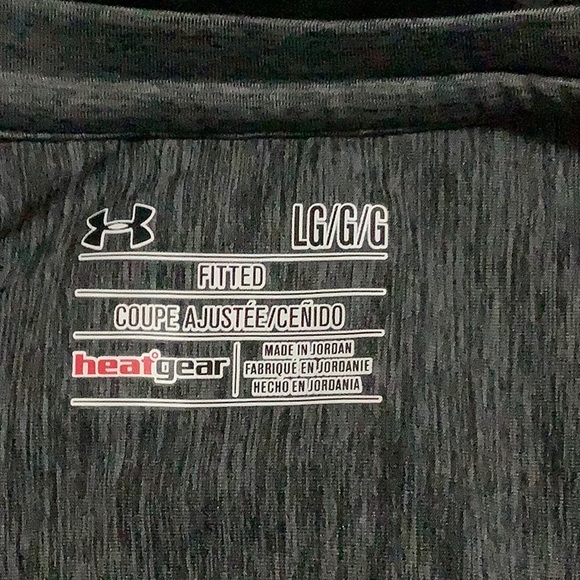 LG/G/G
FITTED
COUPE AJUSTÉE/CEÑIDO
heatgear
MADE IN JORDAN
FABRIQUÉ EN JORDANIE
HECHO EN JORDANIA